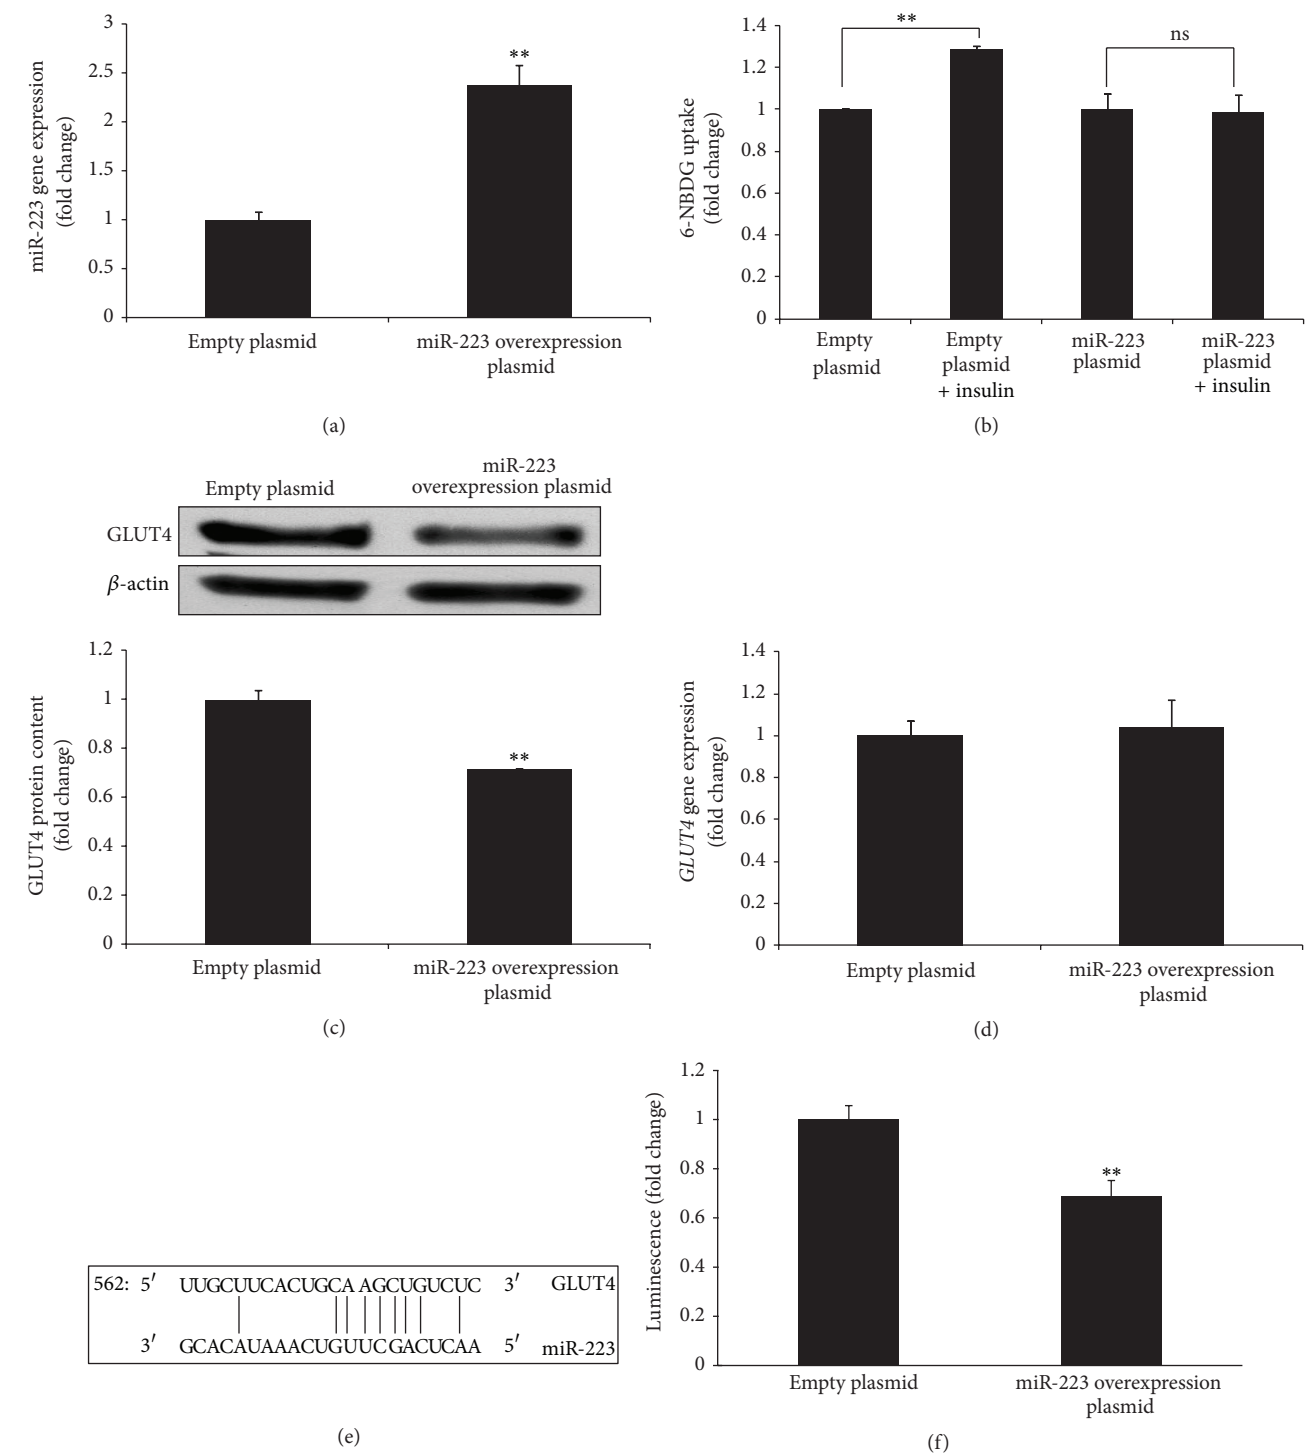 miR-223 gene expression
(fold change)
3
2.5
2
1.5
1
0.5
0
**
Empty plasmid
miR-223 overexpression
plasmid
(a)
6-NBDG uptake
(fold change)
1.4
1.2
1
0.8
0.6
0.4
0.2
0
**
ns
Empty
plasmid
Empty
plasmid
+ insulin
miR-223
plasmid
miR-223
plasmid
+ insulin
(b)
Empty plasmid
miR-223
overexpression plasmid
GLUT4
β-actin
GLUT4 protein content
(fold change)
1.2
1
0.8
0.6
0.4
0.2
0
**
Empty plasmid
miR-223 overexpression
plasmid
(c)
GLUT4 gene expression
(fold change)
1.4
1.2
1
0.8
0.6
0.4
0.2
0
Empty plasmid
miR-223 overexpression
plasmid
(d)
562: 5′ UUGCUUCACUGCA AGCUGUCUC 3′ GLUT4
3′ GCACAUAAACUGUUCGACUCAA 5′ miR-223
(e)
Luminescence (fold change)
1.2
1
0.8
0.6
0.4
0.2
0
**
Empty plasmid
miR-223 overexpression
plasmid
(f)